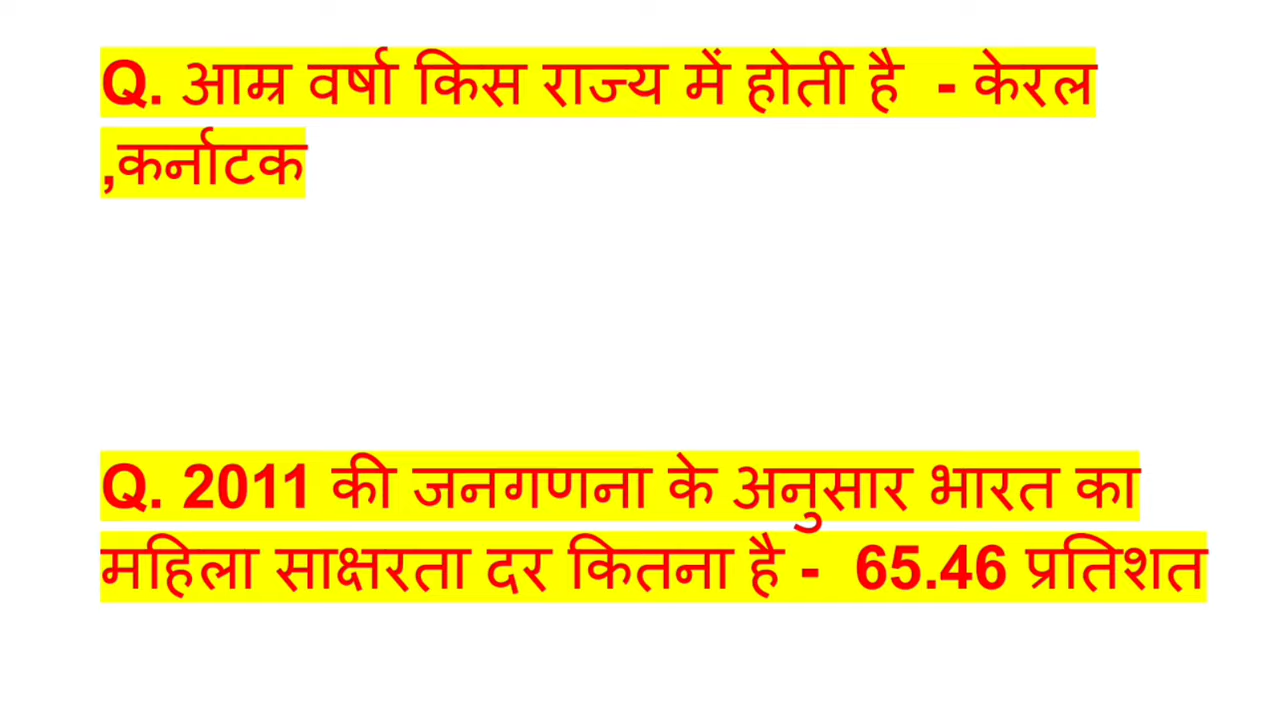 Q. आम्र वर्षा किस राज्य में होती है - केरल
,कर्नाटक
Q. 2011 की जनगणना के अनुसार भारत का
महिला साक्षरता दर कितना है - 65.46 प्रतिशत